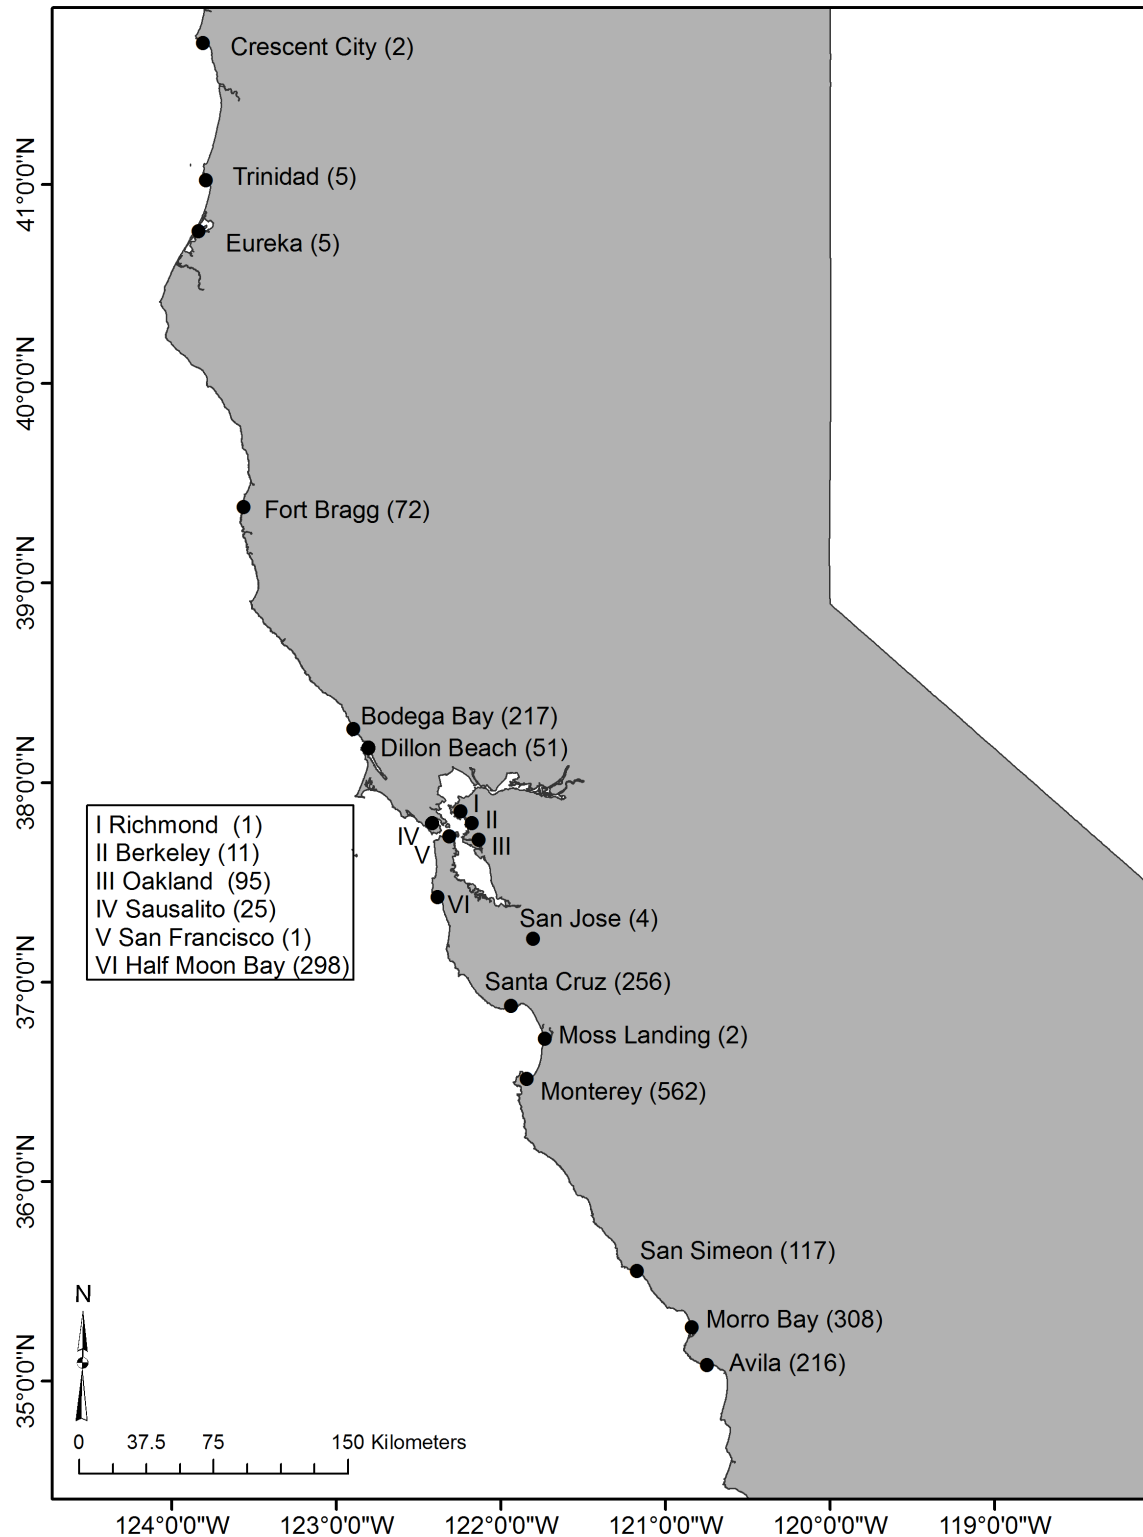 Crescent City (2)
Trinidad (5)
Eureka (5)
Fort Bragg (72)
Bodega Bay (217)
Dillon Beach (51)
I
II
III
IV
V
VI
I Richmond (1)
II Berkeley (11)
III Oakland (95)
IV Sausalito (25)
V San Francisco (1)
VI Half Moon Bay (298)
San Jose (4)
Santa Cruz (256)
Moss Landing (2)
Monterey (562)
San Simeon (117)
Morro Bay (308)
Avila (216)
N
0 37.5 75 150 Kilometers
41°0'0"N
40°0'0"N
39°0'0"N
38°0'0"N
37°0'0"N
36°0'0"N
35°0'0"N
124°0'0"W 123°0'0"W 122°0'0"W 121°0'0"W 120°0'0"W 119°0'0"W